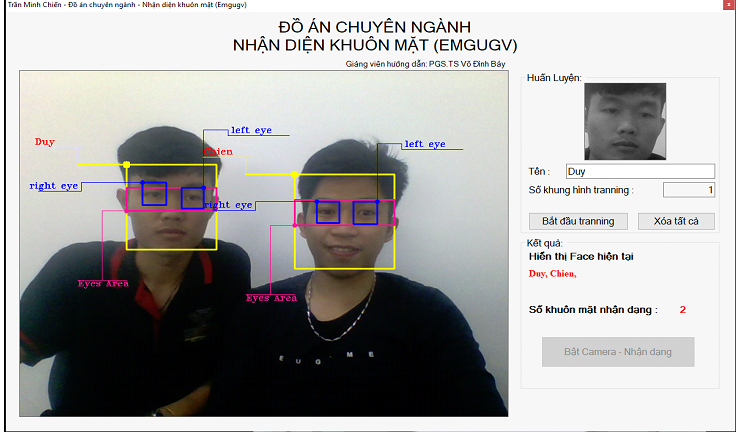 Trần Minh Chiến - Đồ án chuyên ngành - Nhận diện khuôn mặt (Emgugv)
x
ĐỒ ÁN CHUYÊN NGÀNH
NHẬN DIỆN KHUÔN MẶT (EMGUGV)
Giảng viên hướng dẫn: PGS.TS Võ Đình Bảy
Duy
left eye
Chien
left eye
right eye
right eye
Eyes Area
Eyes Area
E U G · M E
Huấn Luyện:
Tên :
Duy
Số khung hình tranning :
1
Bắt đầu tranning
Xóa tất cả
Kết quả:
Hiển thị Face hiện tại
Duy, Chien,
Số khuôn mặt nhận dạng :
2
Bật Camera - Nhận dạng